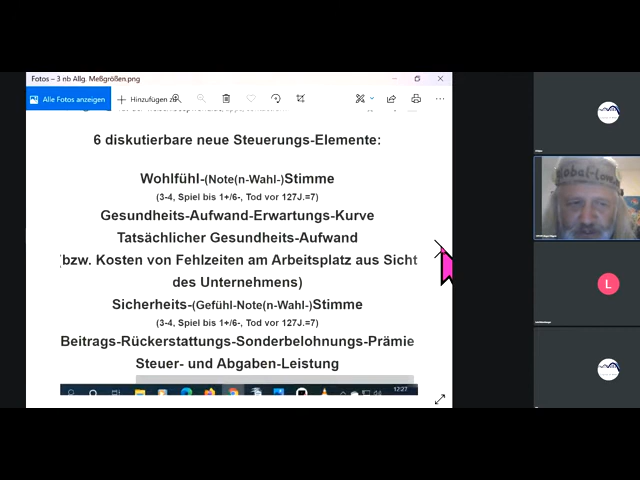 Fotos – 3 nb Allg. Meßgrößen.png
Alle Fotos anzeigen
Hinzufügen zu
6 diskutierbare neue Steuerungs-Elemente:
Wohlfühl-(Note(n-Wahl-)Stimme
(3-4, Spiel bis 1+/6-, Tod vor 127J.=7)
Gesundheits-Aufwand-Erwartungs-Kurve
Tatsächlicher Gesundheits-Aufwand
(bzw. Kosten von Fehlzeiten am Arbeitsplatz aus Sicht
des Unternehmens)
Sicherheits-(Gefühl-Note(n-Wahl-)Stimme
(3-4, Spiel bis 1+/6-, Tod vor 127J.=7)
Beitrags-Rückerstattungs-Sonderbelohnungs-Prämie
Steuer- und Abgaben-Leistung
12:27
L